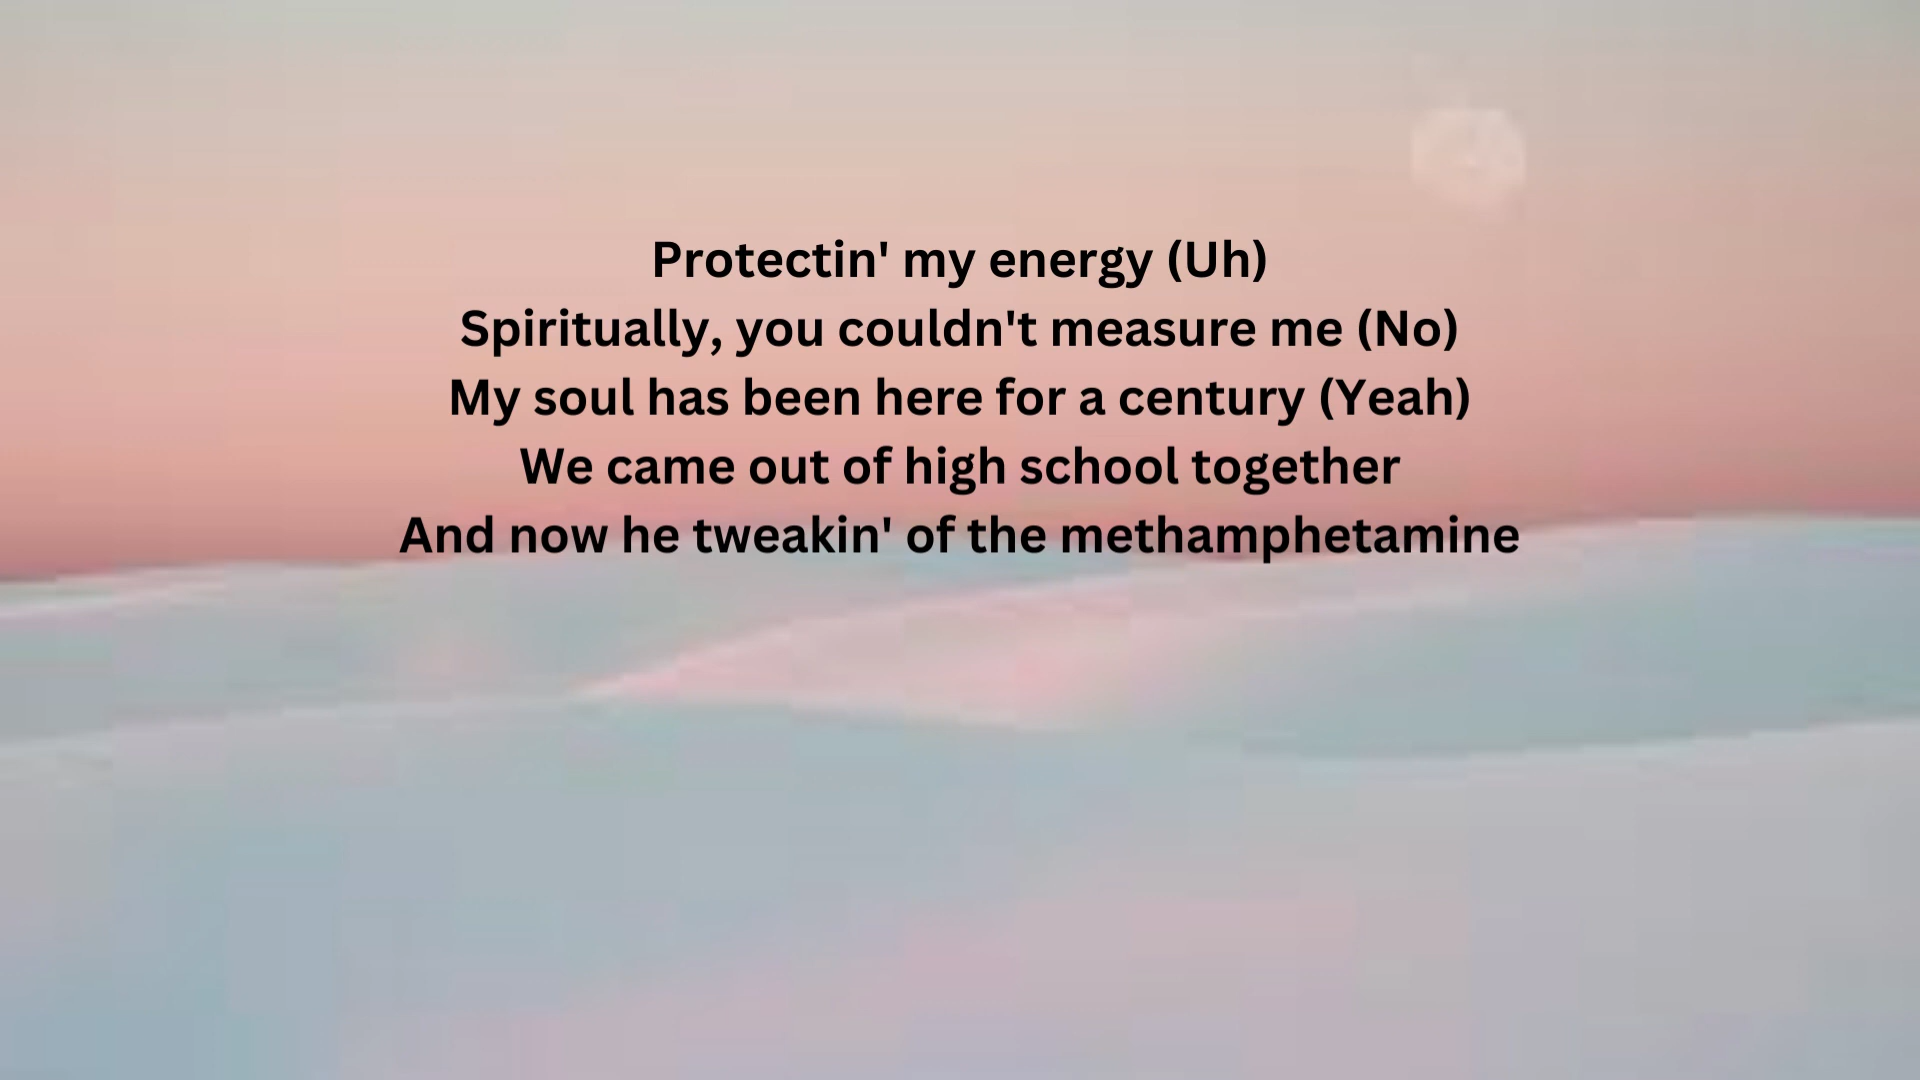 Protectin' my energy (Uh)
Spiritually, you couldn't measure me (No)
My soul has been here for a century (Yeah)
We came out of high school together
And now he tweakin' of the methamphetamine